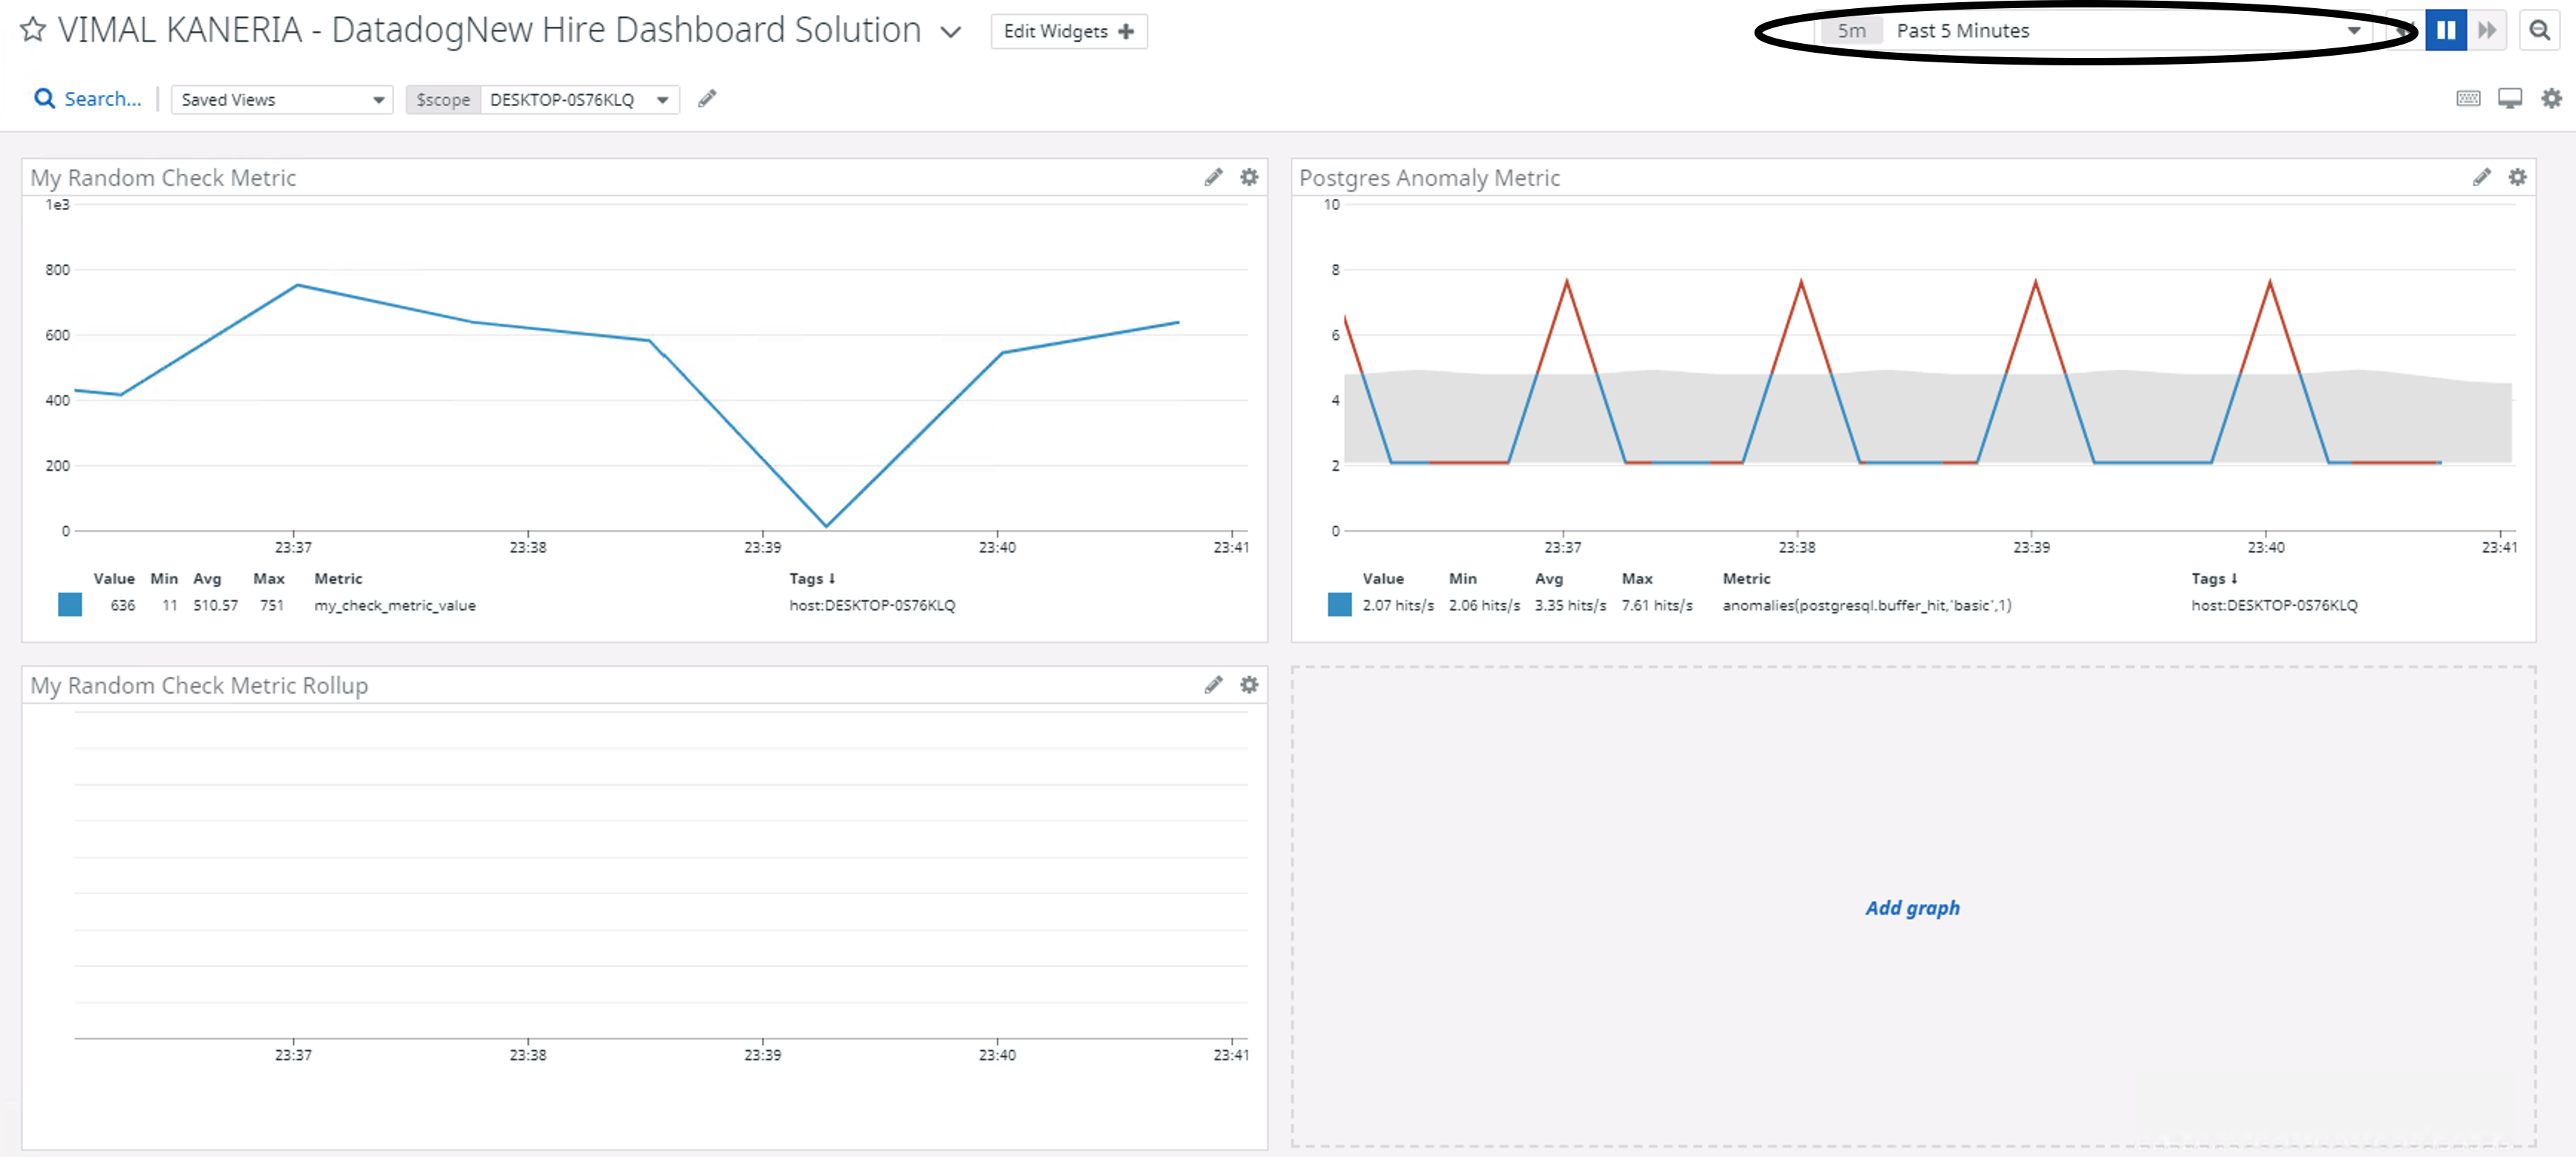 VIMAL KANERIA - DatadogNew Hire Dashboard Solution
Edit Widgets
5m Past 5 Minutes
Search...
Saved Views
$scope DESKTOP-0S76KLQ
My Random Check Metric
1e3
800
600
400
200
0
23:37 23:38 23:39 23:40 23:41
Value Min Avg Max Metric Tags ↓
636 11 510.57 751 my_check_metric_value host:DESKTOP-0S76KLQ
Postgres Anomaly Metric
10
8
6
4
2
0
23:37 23:38 23:39 23:40 23:41
Value Min Avg Max Metric Tags ↓
2.07 hits/s 2.06 hits/s 3.35 hits/s 7.61 hits/s anomalies(postgresql.buffer_hit,'basic',1) host:DESKTOP-0S76KLQ
My Random Check Metric Rollup
23:37 23:38 23:39 23:40 23:41
Add graph